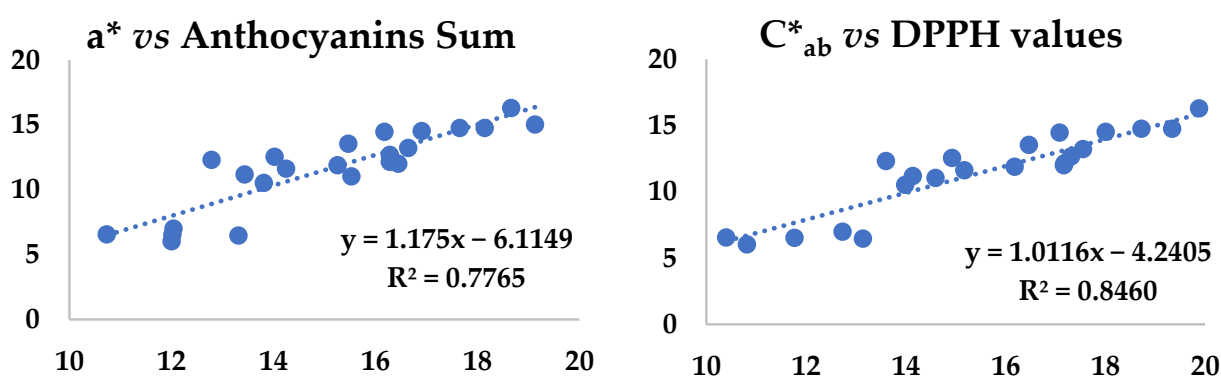 a* vs Anthocyanins Sum
20
15
10
5
0
y = 1.175x − 6.1149
R² = 0.7765
10 12 14 16 18 20
C*ab vs DPPH values
20
15
10
5
0
y = 1.0116x − 4.2405
R² = 0.8460
10 12 14 16 18 20